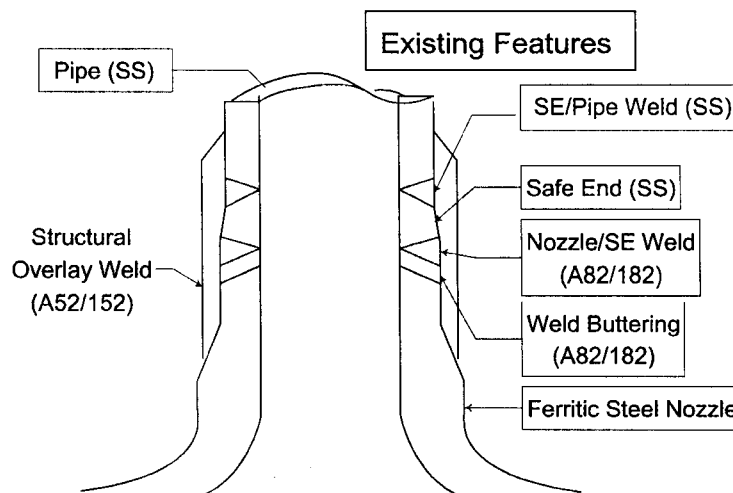 Existing Features
Pipe (SS)
SE/Pipe Weld (SS)
Safe End (SS)
Structural
Overlay Weld
(A52/152)
Nozzle/SE Weld
(A82/182)
Weld Buttering
(A82/182)
Ferritic Steel Nozzle